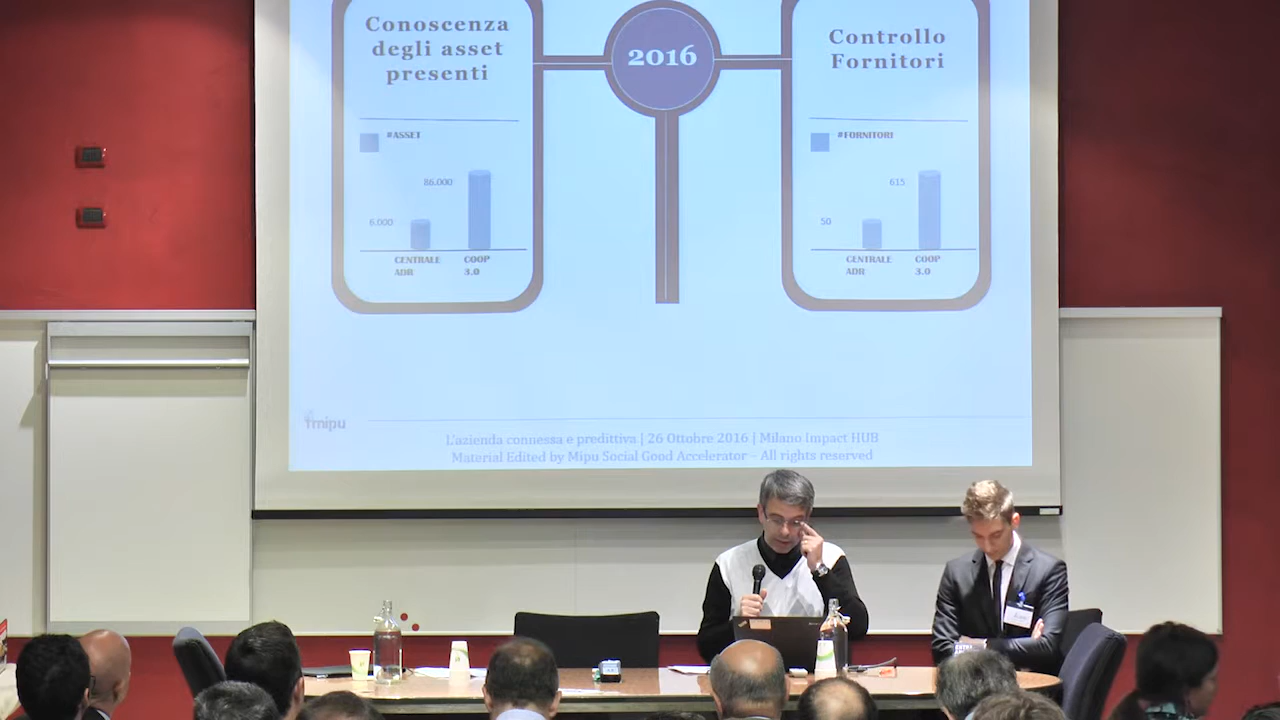 Conoscenza
degli asset
presenti
#ASSET
86.000
6.000
CENTRALE
ADR
COOP
3.0
2016
Controllo
Fornitori
#FORNITORI
615
50
CENTRALE
ADR
COOP
3.0
mipu
L'azienda connessa e predittiva | 26 Ottobre 2016 | Milano Impact HUB
Material Edited by Mipu Social Good Accelerator – All rights reserved